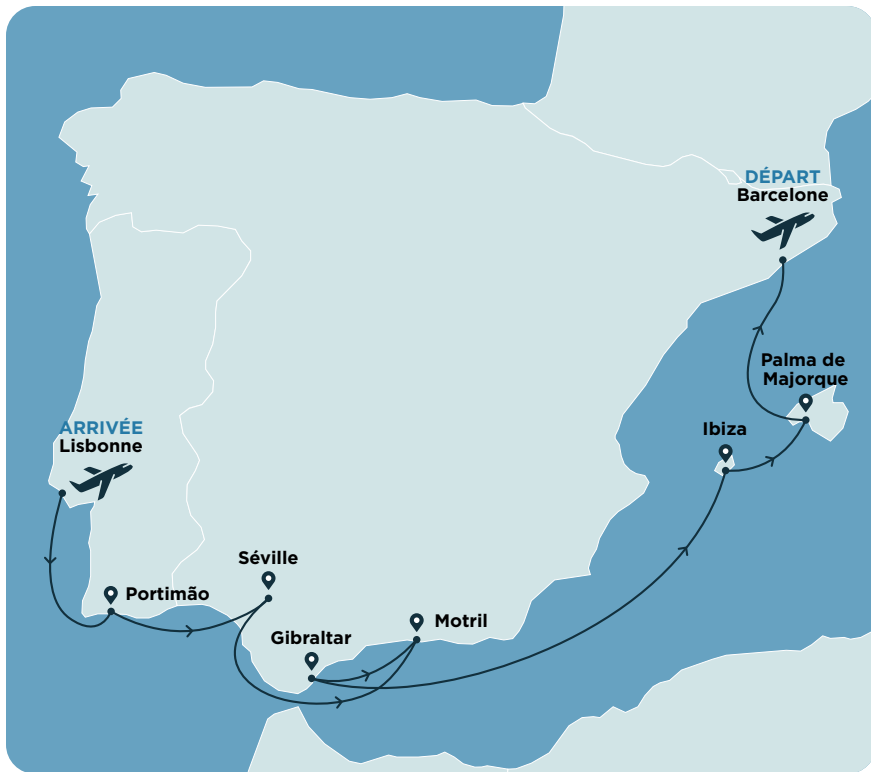 DÉPART
Barcelone
Palma de
Majorque
ARRIVÉE
Lisbonne
Ibiza
Séville
Portimão
Motril
Gibraltar